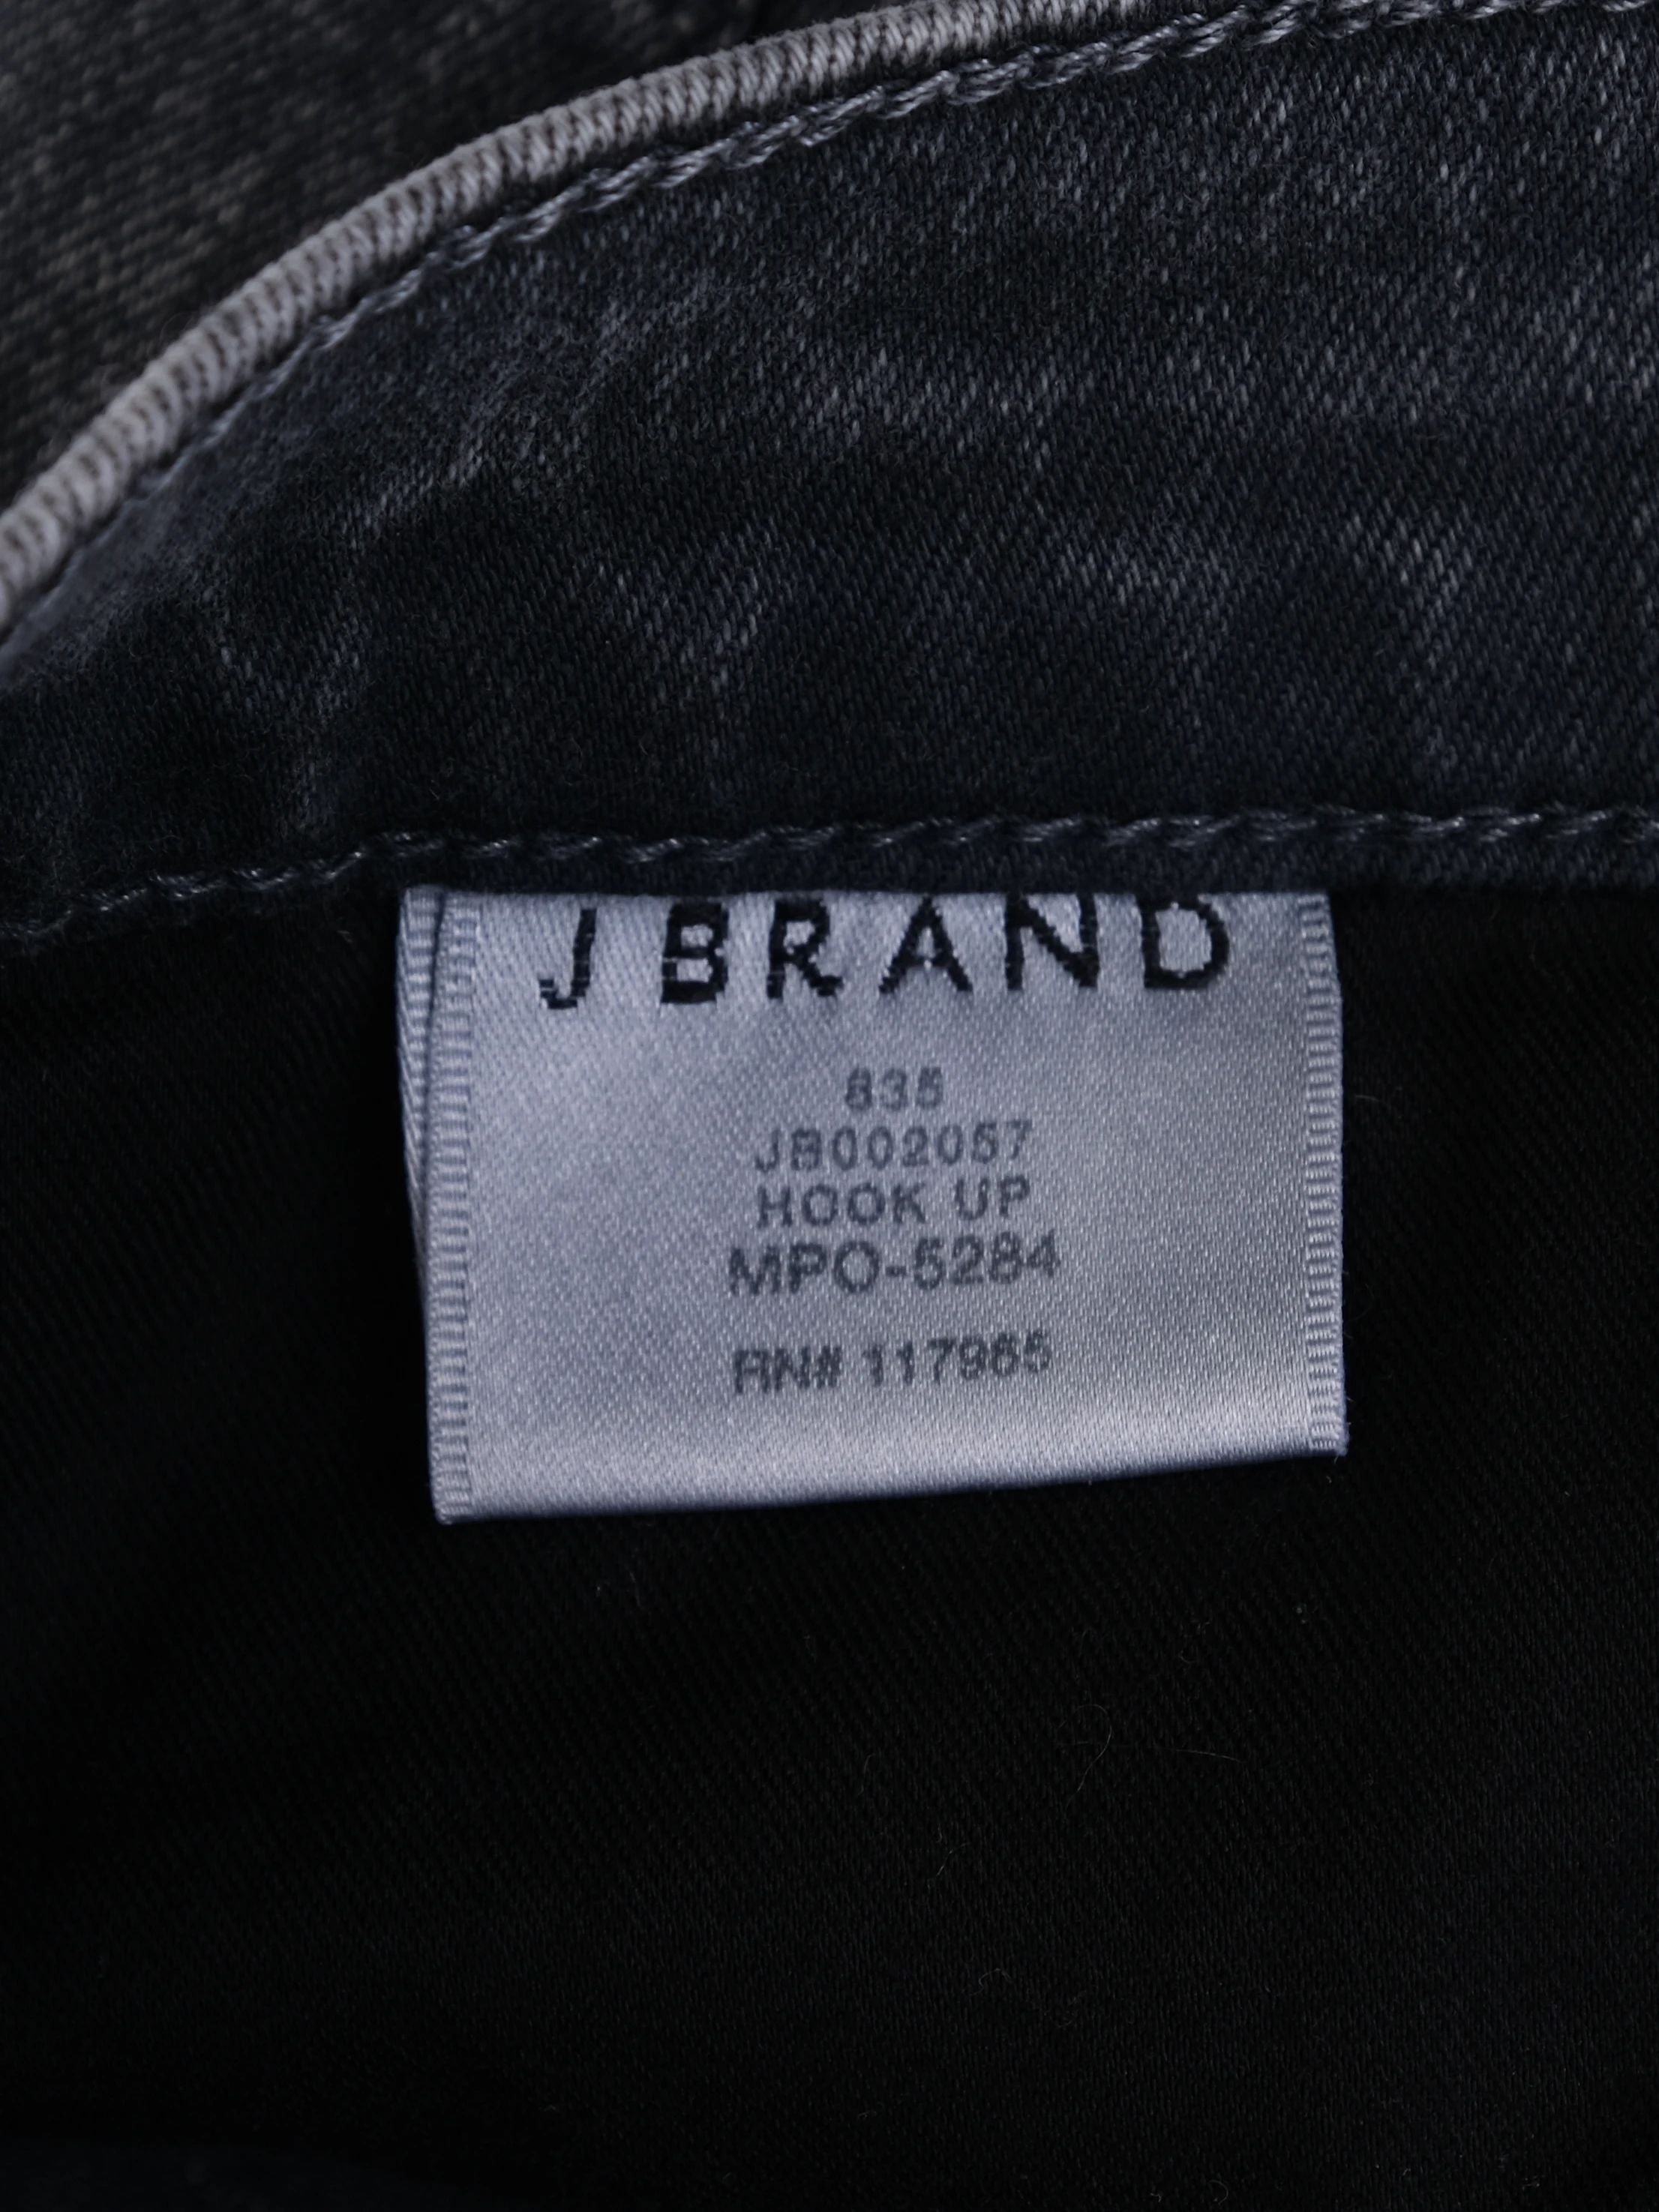 J BRAND
835
JB002057
HOOK UP
MPO-5284
RN# 117965